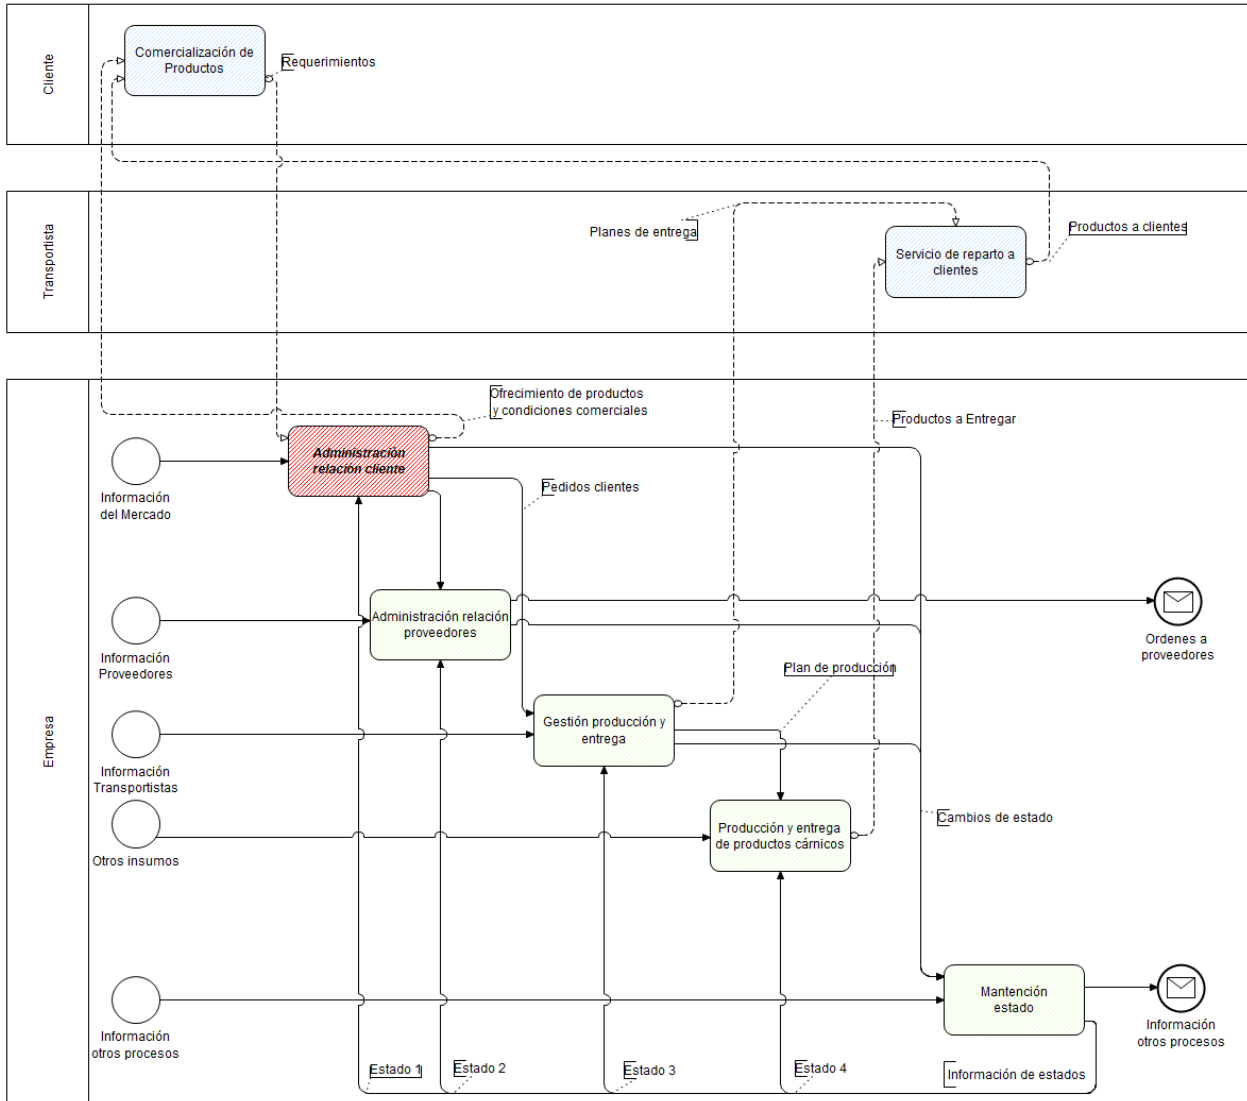 Cliente
Comercialización de
Productos
Requerimientos
Transportista
Planes de entrega
Servicio de reparto a
clientes
Productos a clientes
Empresa
Ofrecimiento de productos
y condiciones comerciales
Productos a Entregar
Administración
relación cliente
Información
del Mercado
Pedidos clientes
Administración relación
proveedores
Información
Proveedores
Ordenes a
proveedores
Plan de producción
Gestión producción y
entrega
Información
Transportistas
Producción y entrega
de productos cárnicos
Otros insumos
Cambios de estado
Mantención
estado
Información
otros procesos
Información
otros procesos
Estado 1
Estado 2
Estado 3
Estado 4
Información de estados